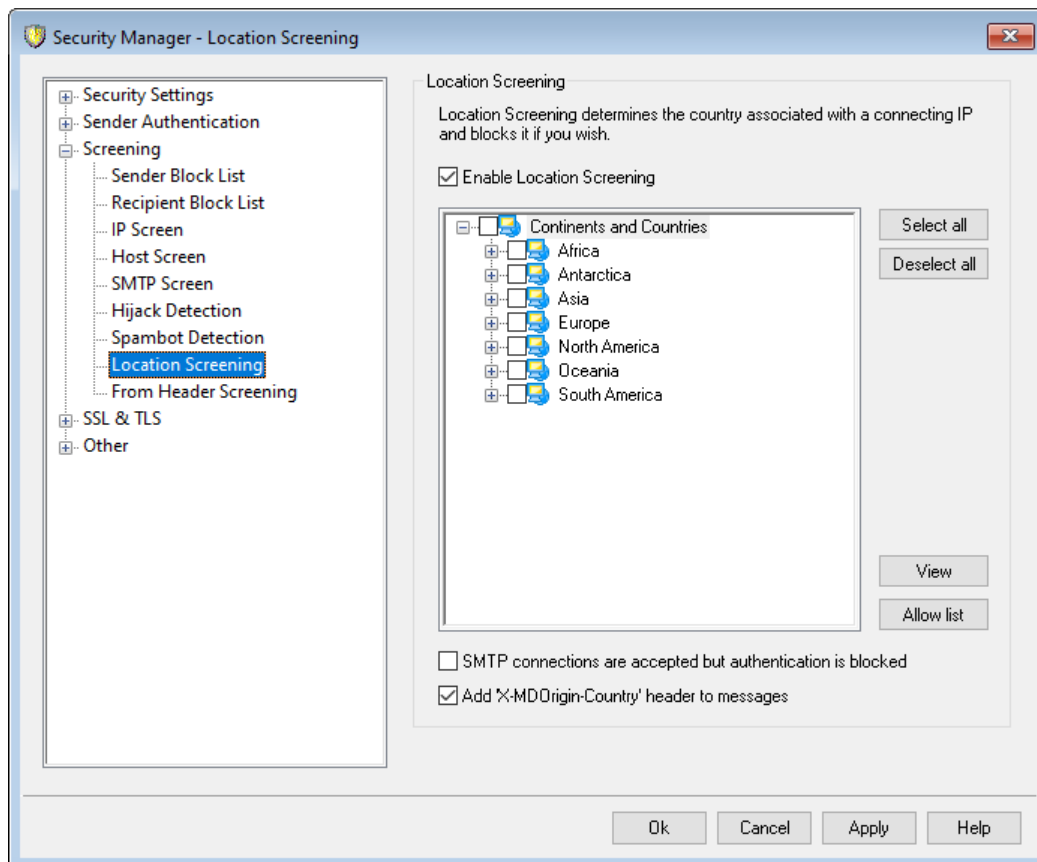 Security Manager - Location Screening
Security Settings
Sender Authentication
Screening
Sender Block List
Recipient Block List
IP Screen
Host Screen
SMTP Screen
Hijack Detection
Spambot Detection
Location Screening
From Header Screening
SSL & TLS
Other
Location Screening
Location Screening determines the country associated with a connecting IP
and blocks it if you wish.
Enable Location Screening
Continents and Countries
Africa
Antarctica
Asia
Europe
North America
Oceania
South America
Select all
Deselect all
View
Allow list
SMTP connections are accepted but authentication is blocked
Add 'X-MDOrigin-Country' header to messages
Ok
Cancel
Apply
Help